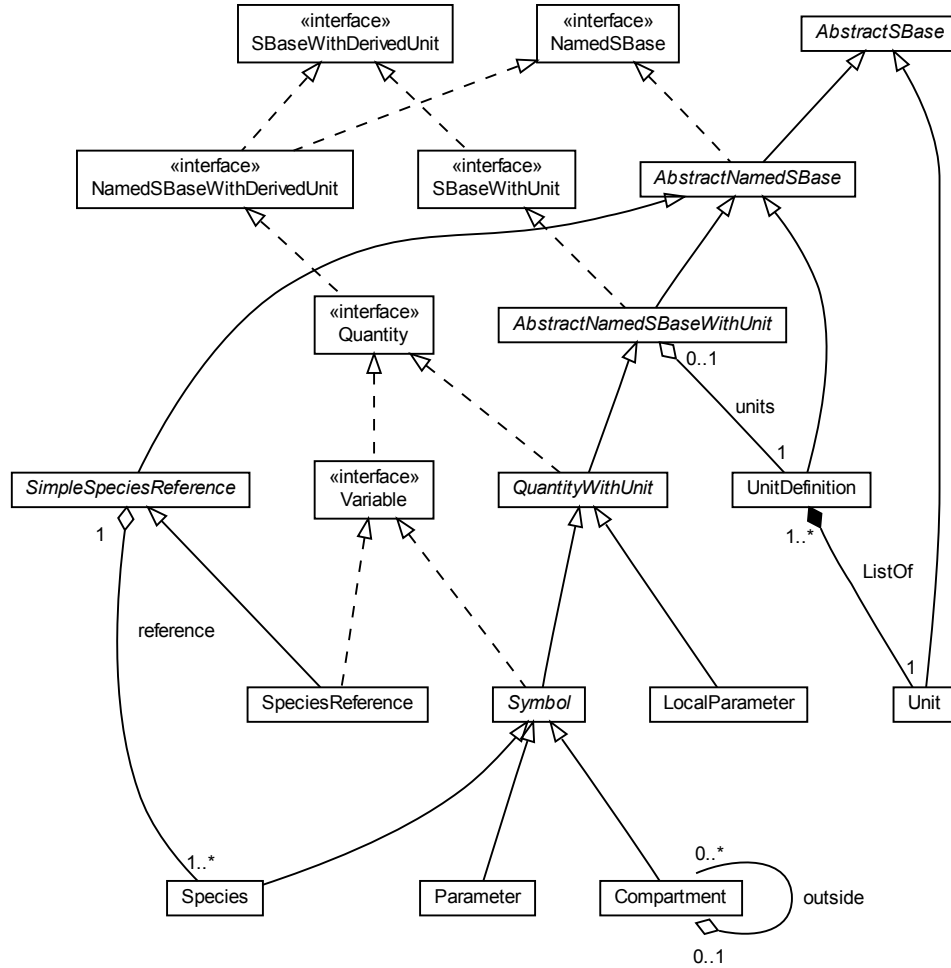 «interface»
SBaseWithDerivedUnit
«interface»
NamedSBase
AbstractSBase
«interface»
NamedSBaseWithDerivedUnit
«interface»
SBaseWithUnit
AbstractNamedSBase
«interface»
Quantity
AbstractNamedSBaseWithUnit
0..1
units
1
SimpleSpeciesReference
1
«interface»
Variable
QuantityWithUnit
UnitDefinition
1..*
ListOf
1
reference
SpeciesReference
Symbol
LocalParameter
Unit
1..*
Species
Parameter
0..*
Compartment
outside
0..1